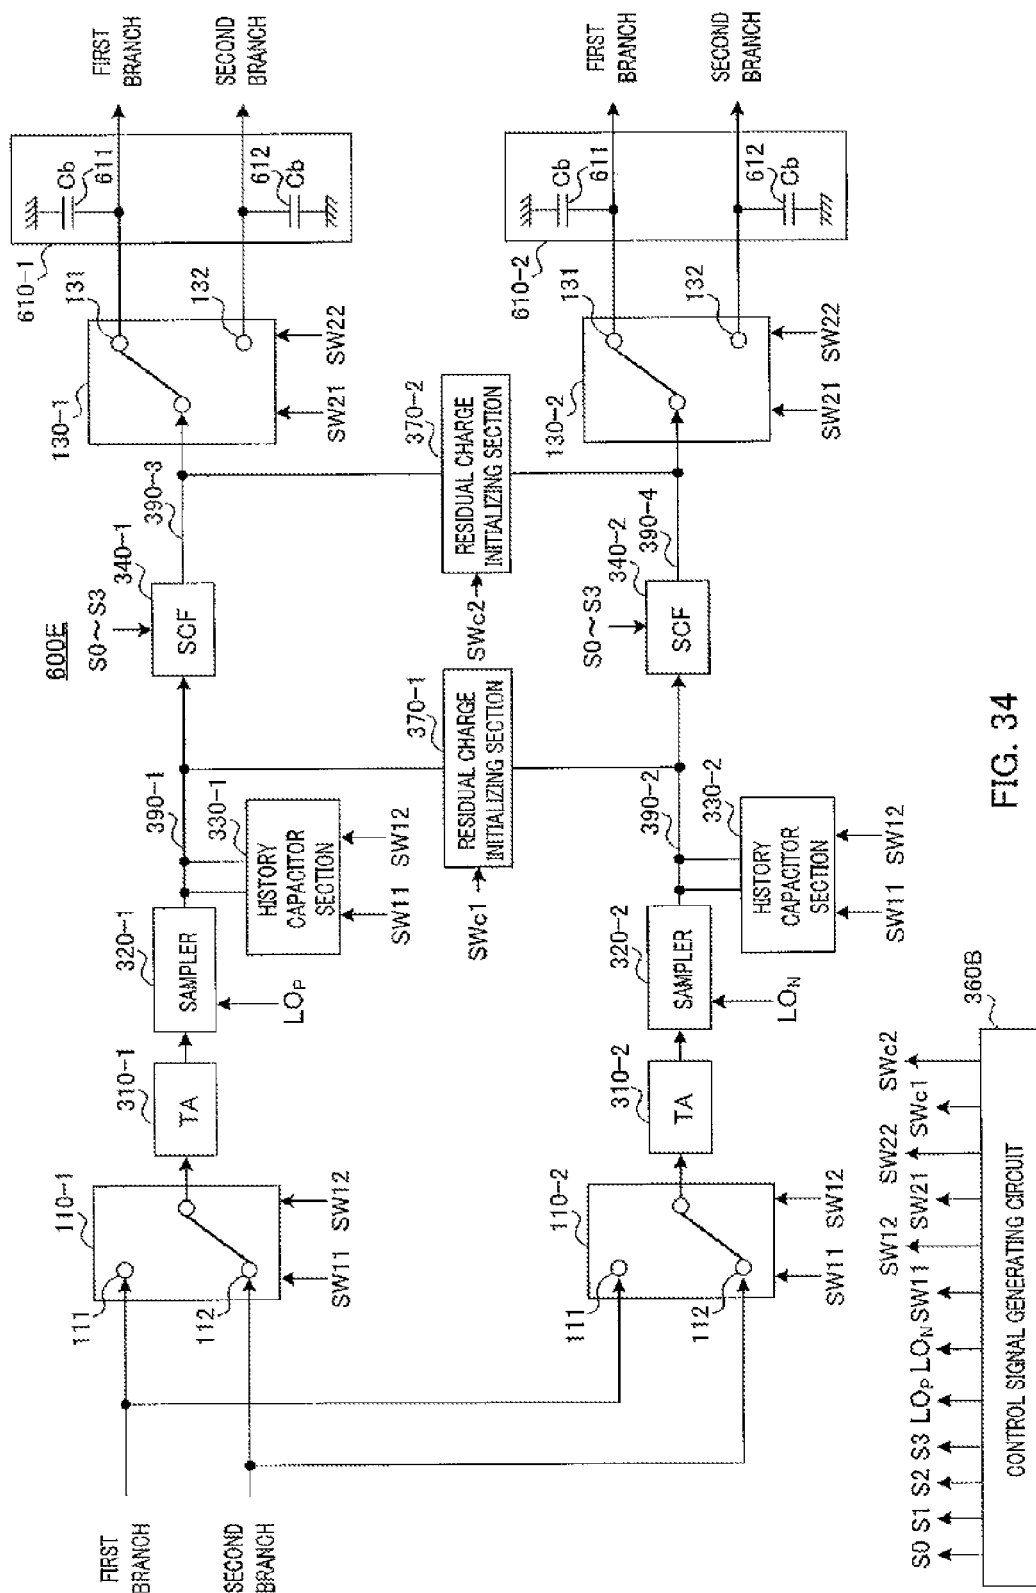 600E
FIRST
BRANCH
SECOND
BRANCH
111
112
110-1
SW11
SW12
310-1
TA
320-1
SAMPLER
LOP
390-1
330-1
HISTORY
CAPACITOR
SECTION
SW11
SW12
S0~S3
340-1
SCF
390-3
130-1
131
132
SW21
SW22
610-1
Cb
611
612
Cb
FIRST
BRANCH
SECOND
BRANCH
370-1
RESIDUAL CHARGE
INITIALIZING SECTION
SWc1
370-2
RESIDUAL CHARGE
INITIALIZING SECTION
SWc2
111
112
110-2
SW11
SW12
310-2
TA
320-2
SAMPLER
LON
390-2
330-2
HISTORY
CAPACITOR
SECTION
SW11
SW12
S0~S3
340-2
SCF
390-4
130-2
131
132
SW21
SW22
610-2
Cb
611
612
Cb
FIRST
BRANCH
SECOND
BRANCH
S0 S1 S2 S3 LOP LON SW11 SW12 SW21 SW22 SWc1 SWc2
360B
CONTROL SIGNAL GENERATING CIRCUIT
FIG. 34